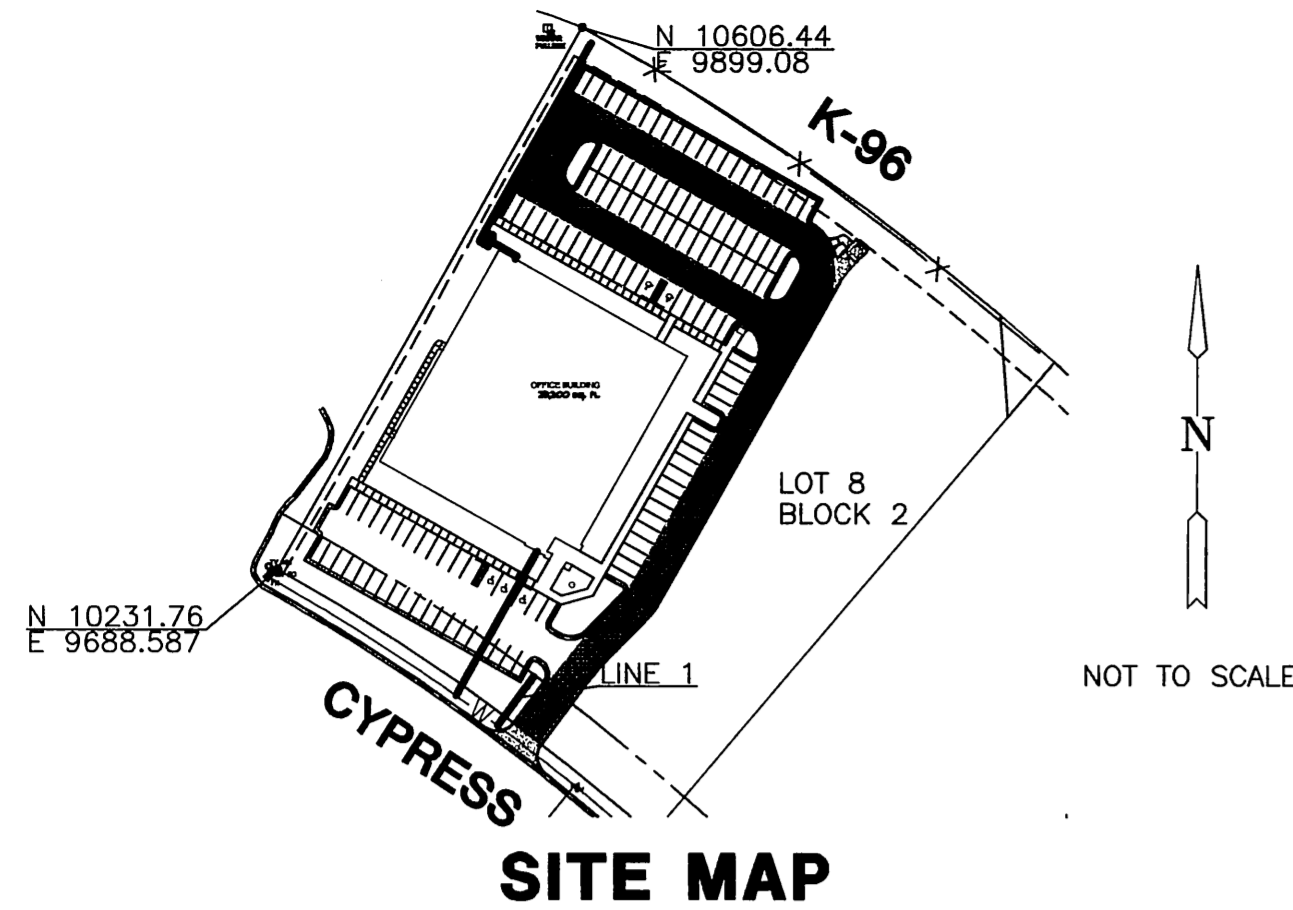 N 10606.44
E 9899.08
K-96
OFFICE BUILDING
N
LOT 8
BLOCK 2
N 10231.76
E 9688.587
LINE 1
NOT TO SCALE
W
CYPRESS
SITE MAP